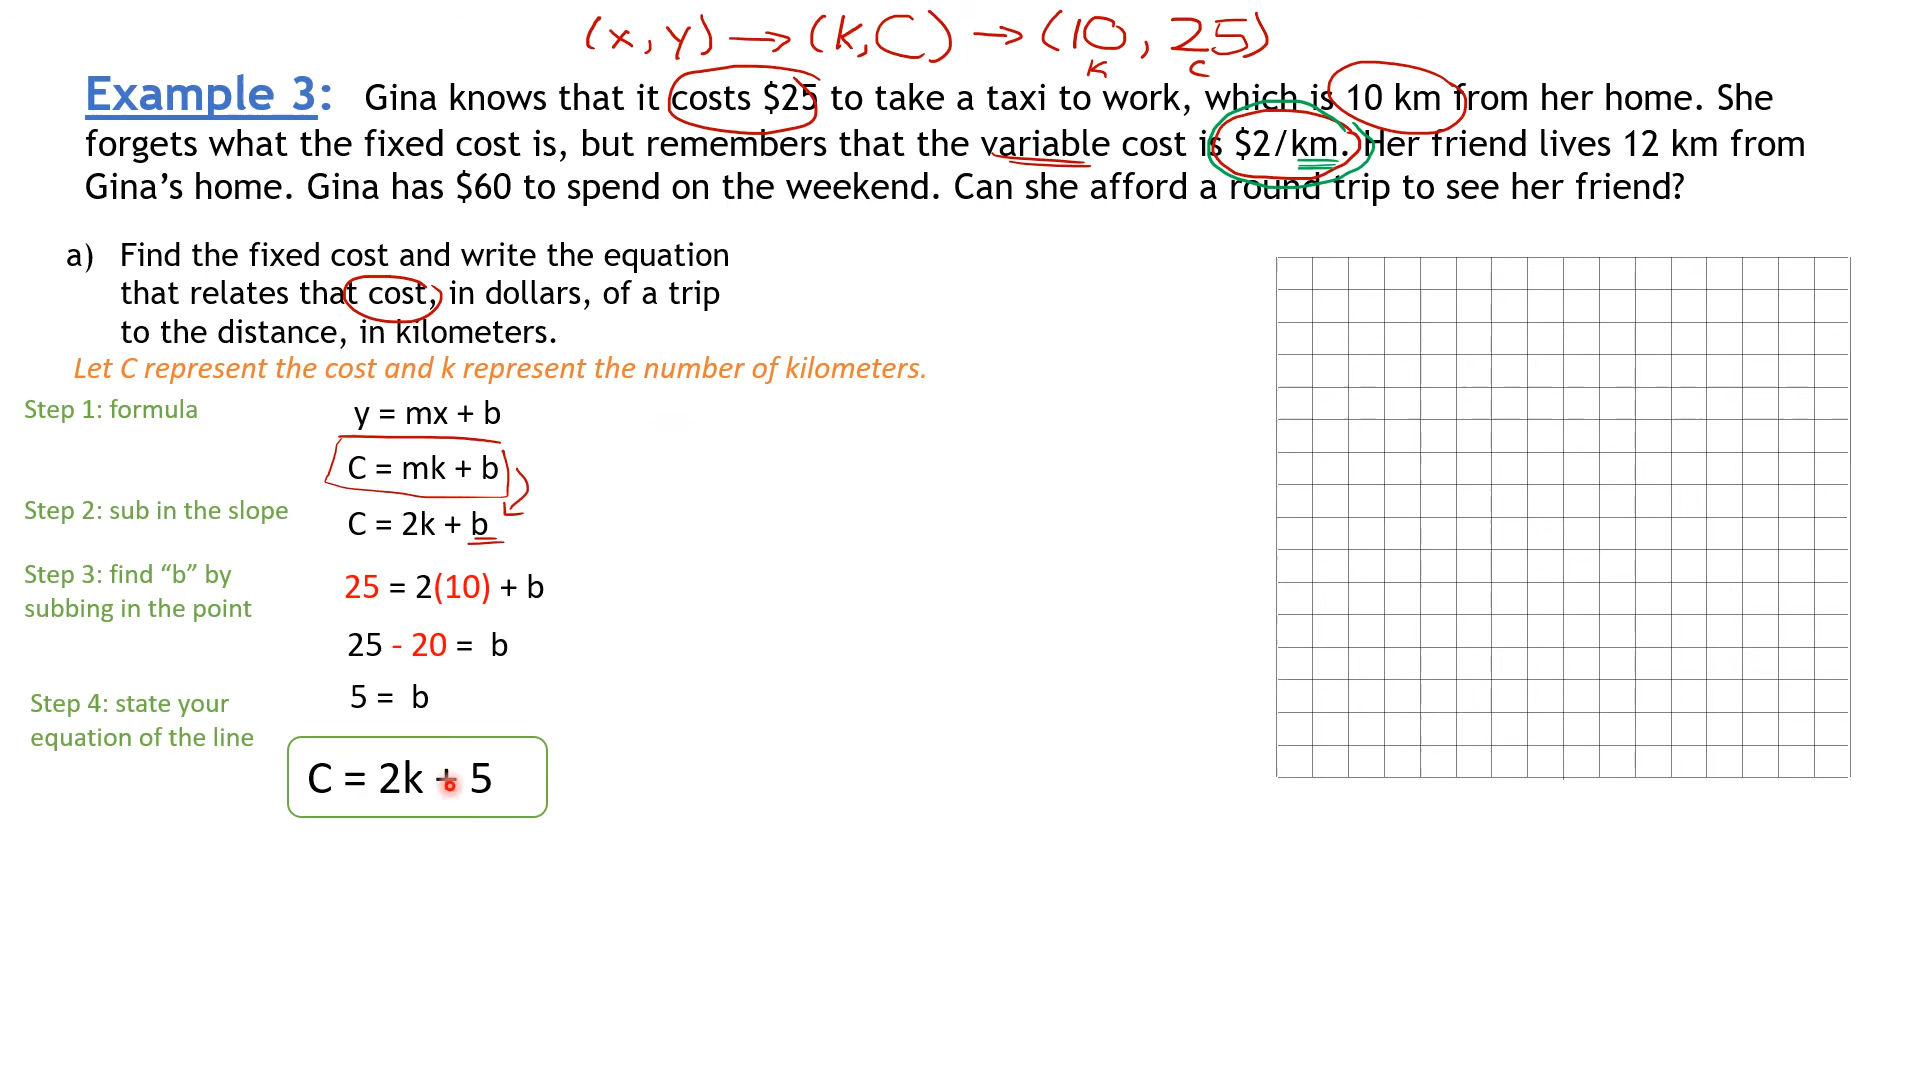 (x, y) → (k, C) → (10, 25)
K C
Example 3: Gina knows that it costs $25 to take a taxi to work, which is 10 km from her home. She
forgets what the fixed cost is, but remembers that the variable cost is $2/km. Her friend lives 12 km from
Gina’s home. Gina has $60 to spend on the weekend. Can she afford a round trip to see her friend?
a) Find the fixed cost and write the equation
that relates that cost, in dollars, of a trip
to the distance, in kilometers.
Let C represent the cost and k represent the number of kilometers.
Step 1: formula y = mx + b
C = mk + b
Step 2: sub in the slope C = 2k + b
Step 3: find “b” by
subbing in the point
25 = 2(10) + b
25 - 20 = b
5 = b
Step 4: state your
equation of the line
C = 2k + 5